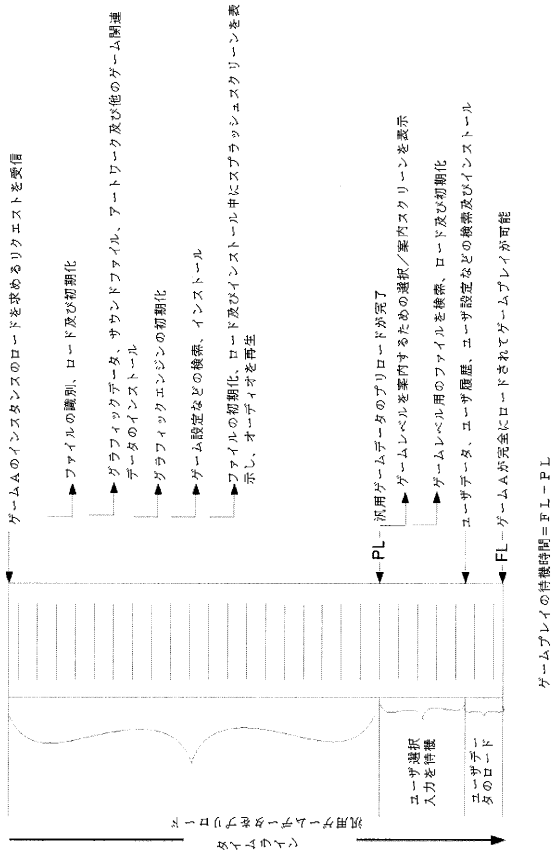 ゲームAのインスタンスのロードを求めるリクエストを受信
ファイルの識別、ロード及び初期化
グラフィックデータ、サウンドファイル、アートワーク及び他のゲーム関連
データのインストール
グラフィックエンジンの初期化
ゲーム設定などの検索、インストール
ファイルの初期化、ロード及びインストール中にスプラッシュスクリーンを表
示し、オーディオを再生
PL
汎用ゲームデータのプリロードが完了
ゲームレベルを案内するための選択/案内スクリーンを表示
ゲームレベル用のファイルを検索、ロード及び初期化
ユーザデータ、ユーザ履歴、ユーザ設定などの検索及びインストール
FL
ゲームAが完全にロードされてゲームプレイが可能
汎用ゲームデータをプリロード
ユーザ選択
入力を待機
ユーザデー
タのロード
タイムライン
ゲームプレイの待機時間=FL-PL